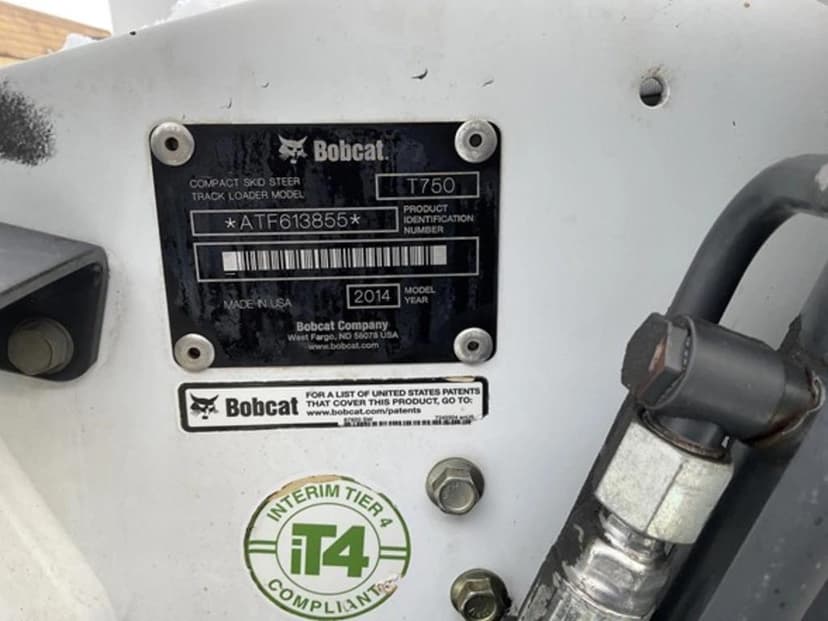 Bobcat.
COMPACT SKID STEER
TRACK LOADER MODEL
T750
*ATF613855*
PRODUCT
IDENTIFICATION
NUMBER
MADE IN USA
2014
MODEL
YEAR
Bobcat Company
West Fargo, ND 58078 USA
www.bobcat.com
Bobcat
FOR A LIST OF UNITED STATES PATENTS
THAT COVER THIS PRODUCT, GO TO:
www.bobcat.com/patents
INTERIM TIER 4
iT4
COMPLIANT